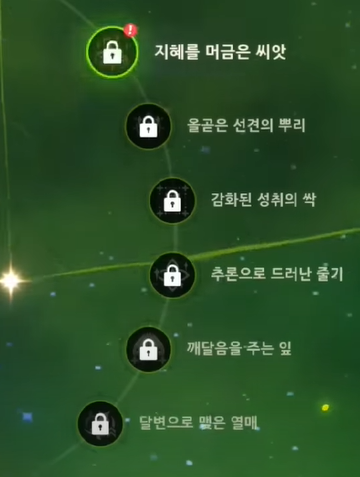 지혜를 머금은 씨앗
올곧은 선견의 뿌리
감화된 성취의 싹
추론으로 드러난 줄기
깨달음을 주는 잎
달변으로 맺은 열매